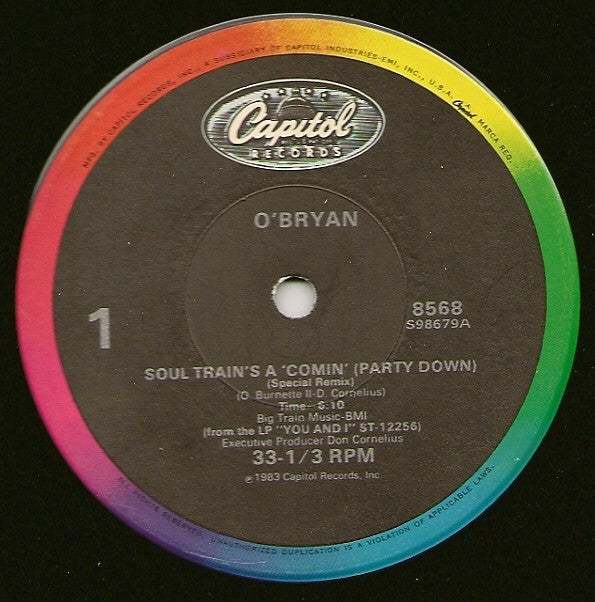 MFG. BY CAPITOL RECORDS, INC., A SUBSIDIARY OF CAPITOL INDUSTRIES-EMI, INC., U.S.A. Capitol MARCA REG.
Capitol
RECORDS
O'BRYAN
1
8568
S98679A
SOUL TRAIN'S A 'COMIN' (PARTY DOWN)
(Special Remix)
(O. Burnette II-D. Cornelius)
Time-
Big Train Music-BMI
(from the LP "YOU AND I" ST-12256)
Executive Producer Don Cornelius
33-1/3 RPM
℗ 1983 Capitol Records, Inc
ALL RIGHTS RESERVED. UNAUTHORIZED DUPLICATION IS A VIOLATION OF APPLICABLE LAWS.